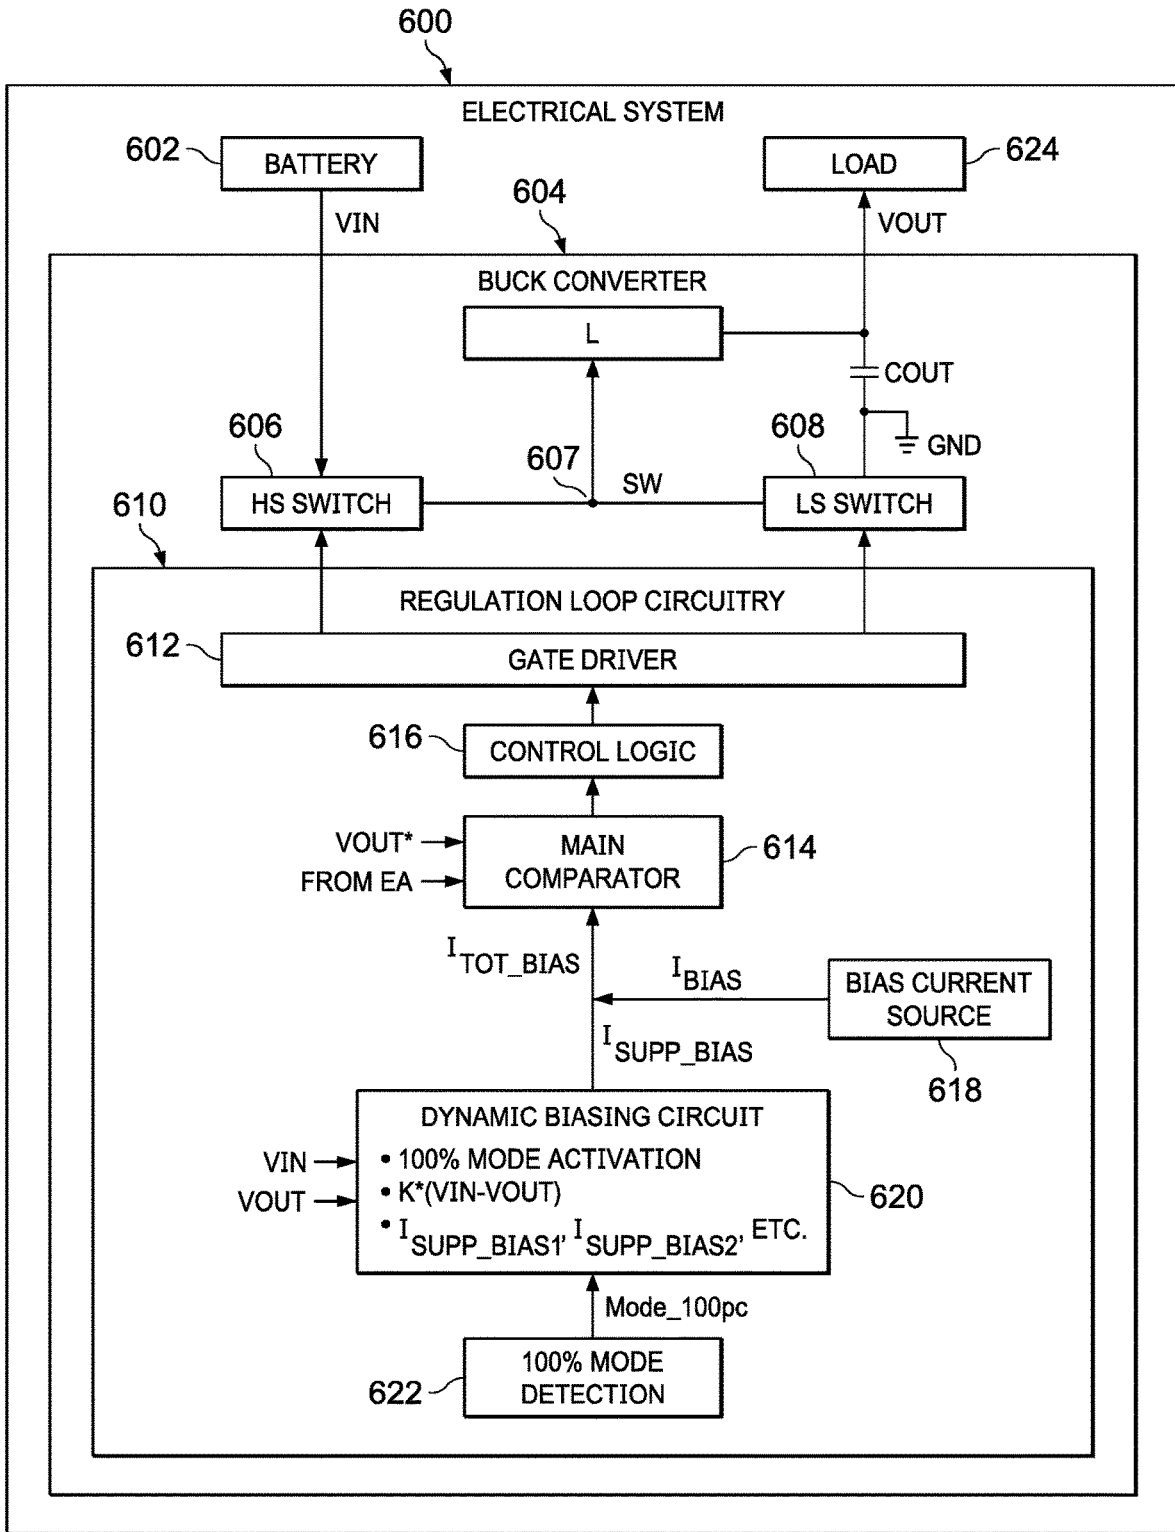 600
ELECTRICAL SYSTEM
602
BATTERY
LOAD
624
VIN
604
VOUT
BUCK CONVERTER
L
COUT
606
607
608
GND
HS SWITCH
SW
LS SWITCH
610
REGULATION LOOP CIRCUITRY
612
GATE DRIVER
616
CONTROL LOGIC
VOUT*
FROM EA
MAIN
COMPARATOR
614
I TOT_BIAS
I BIAS
BIAS CURRENT
SOURCE
618
I SUPP_BIAS
DYNAMIC BIASING CIRCUIT
• 100% MODE ACTIVATION
• K*(VIN-VOUT)
• I SUPP_BIAS1, I SUPP_BIAS2, ETC.
VIN
VOUT
620
Mode_100pc
100% MODE
DETECTION
622